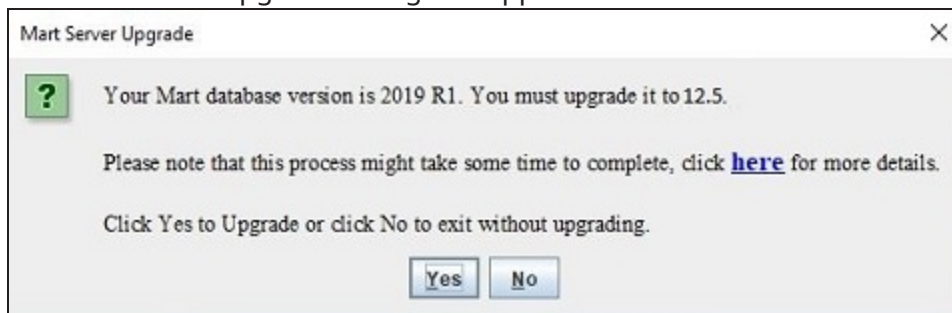 Mart Server Upgrade
?
Your Mart database version is 2019 R1. You must upgrade it to 12.5.
Please note that this process might take some time to complete, click here for more details.
Click Yes to Upgrade or click No to exit without upgrading.
Yes No